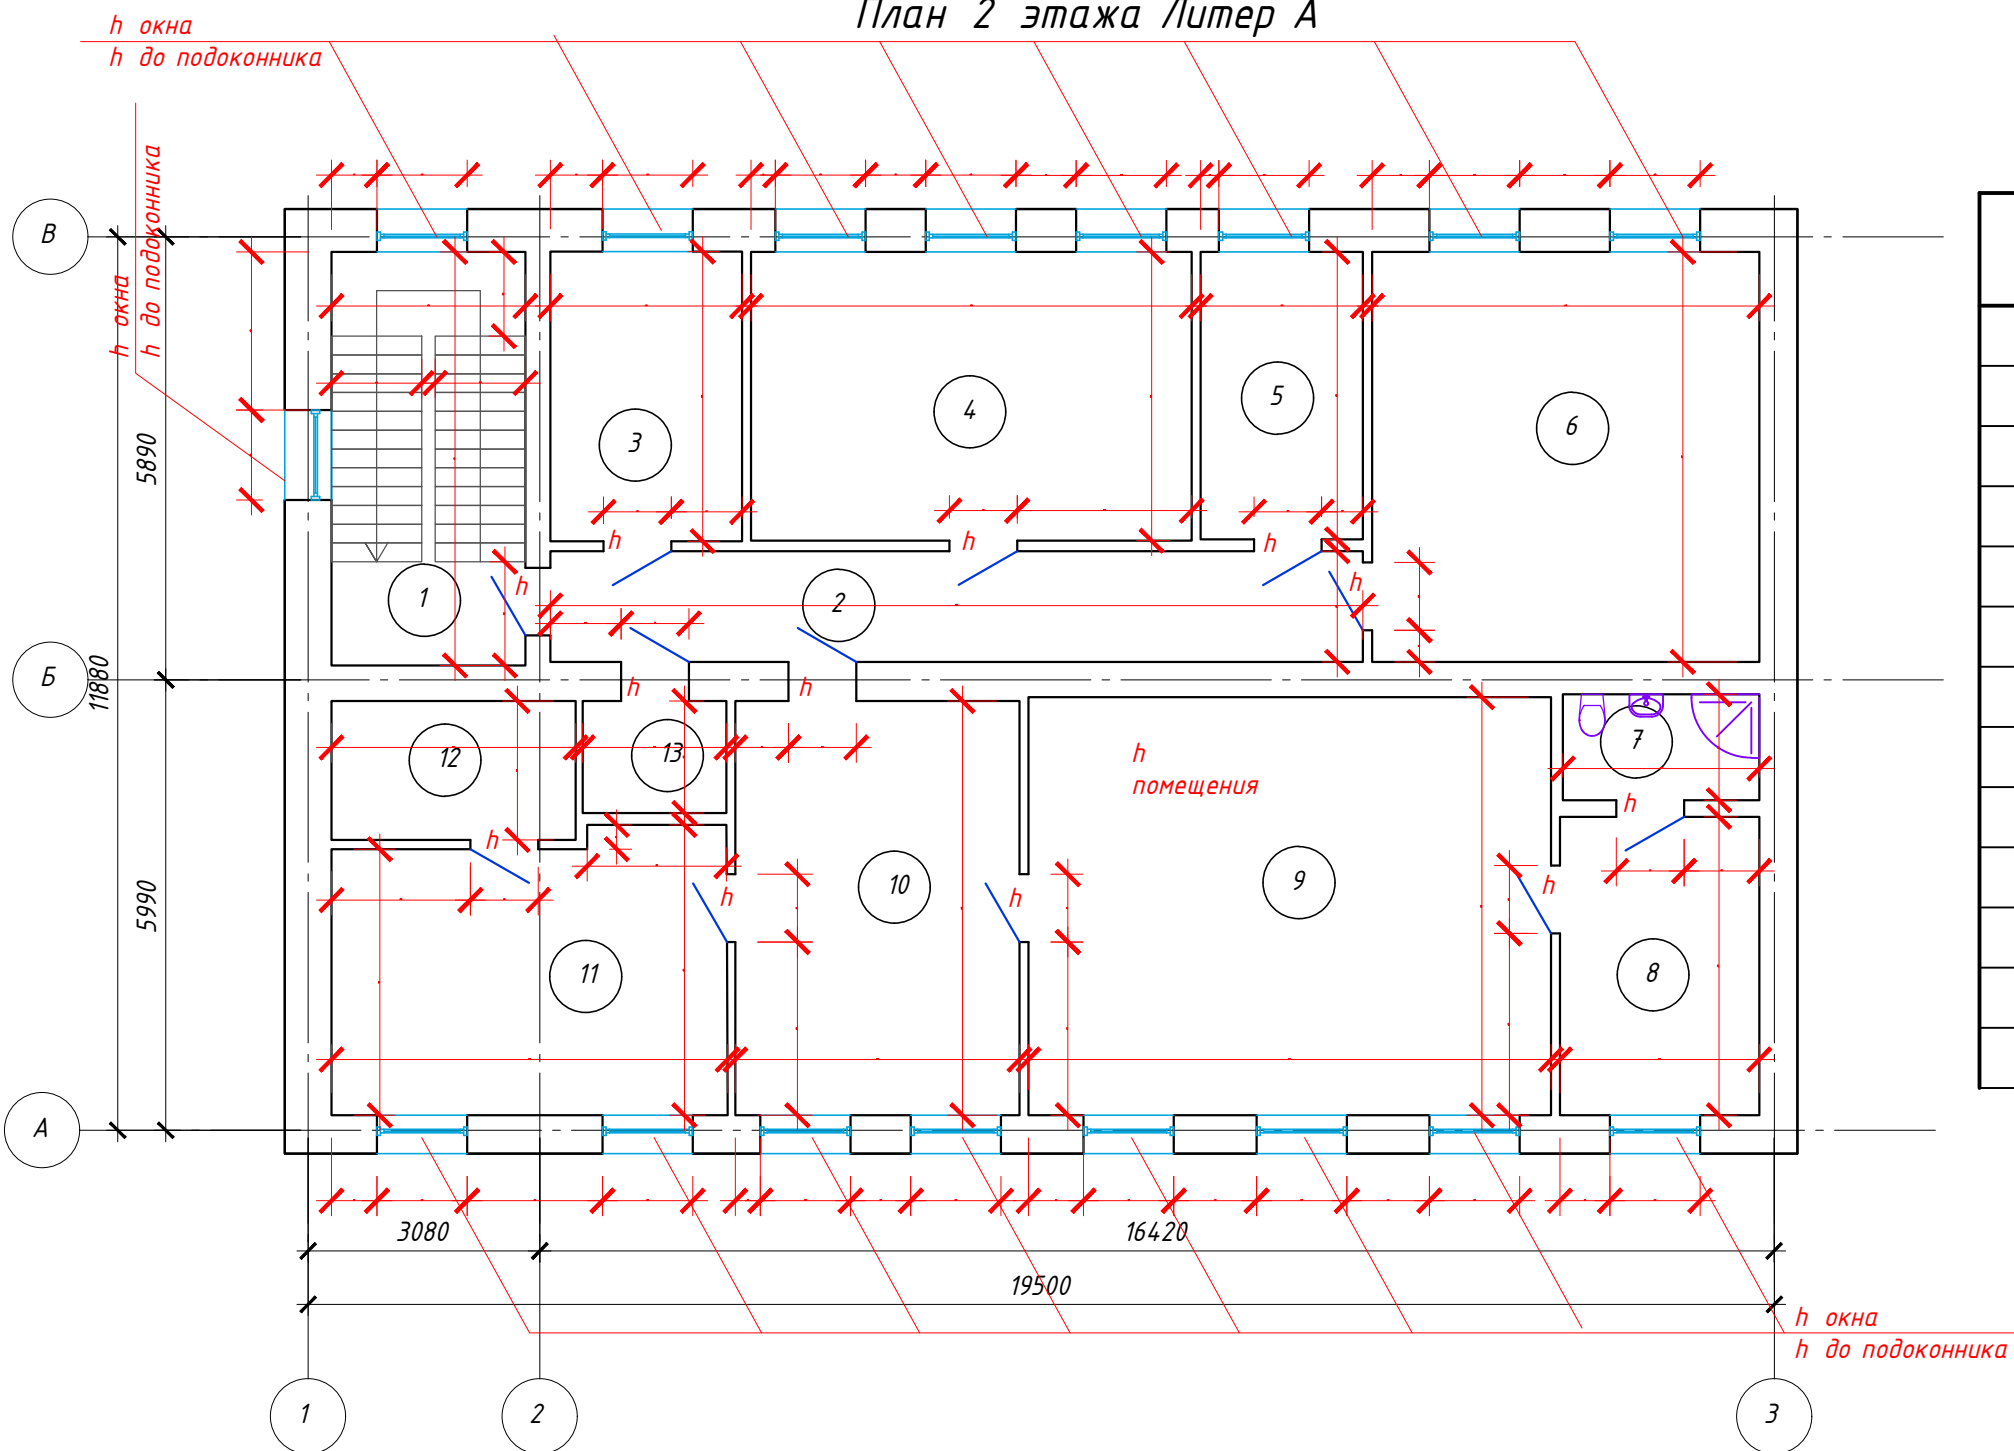 План 2 этажа Литер А
h окна
h до подоконника
h окна
h до подоконника
В
Б
А
5890
11880
5990
1
2
3
4
5
6
7
8
9
10
11
12
13
h
h
h
h
h
h
h
h
h
h
h
h
h
помещения
3080
16420
19500
h окна
h до подоконника
1
2
3